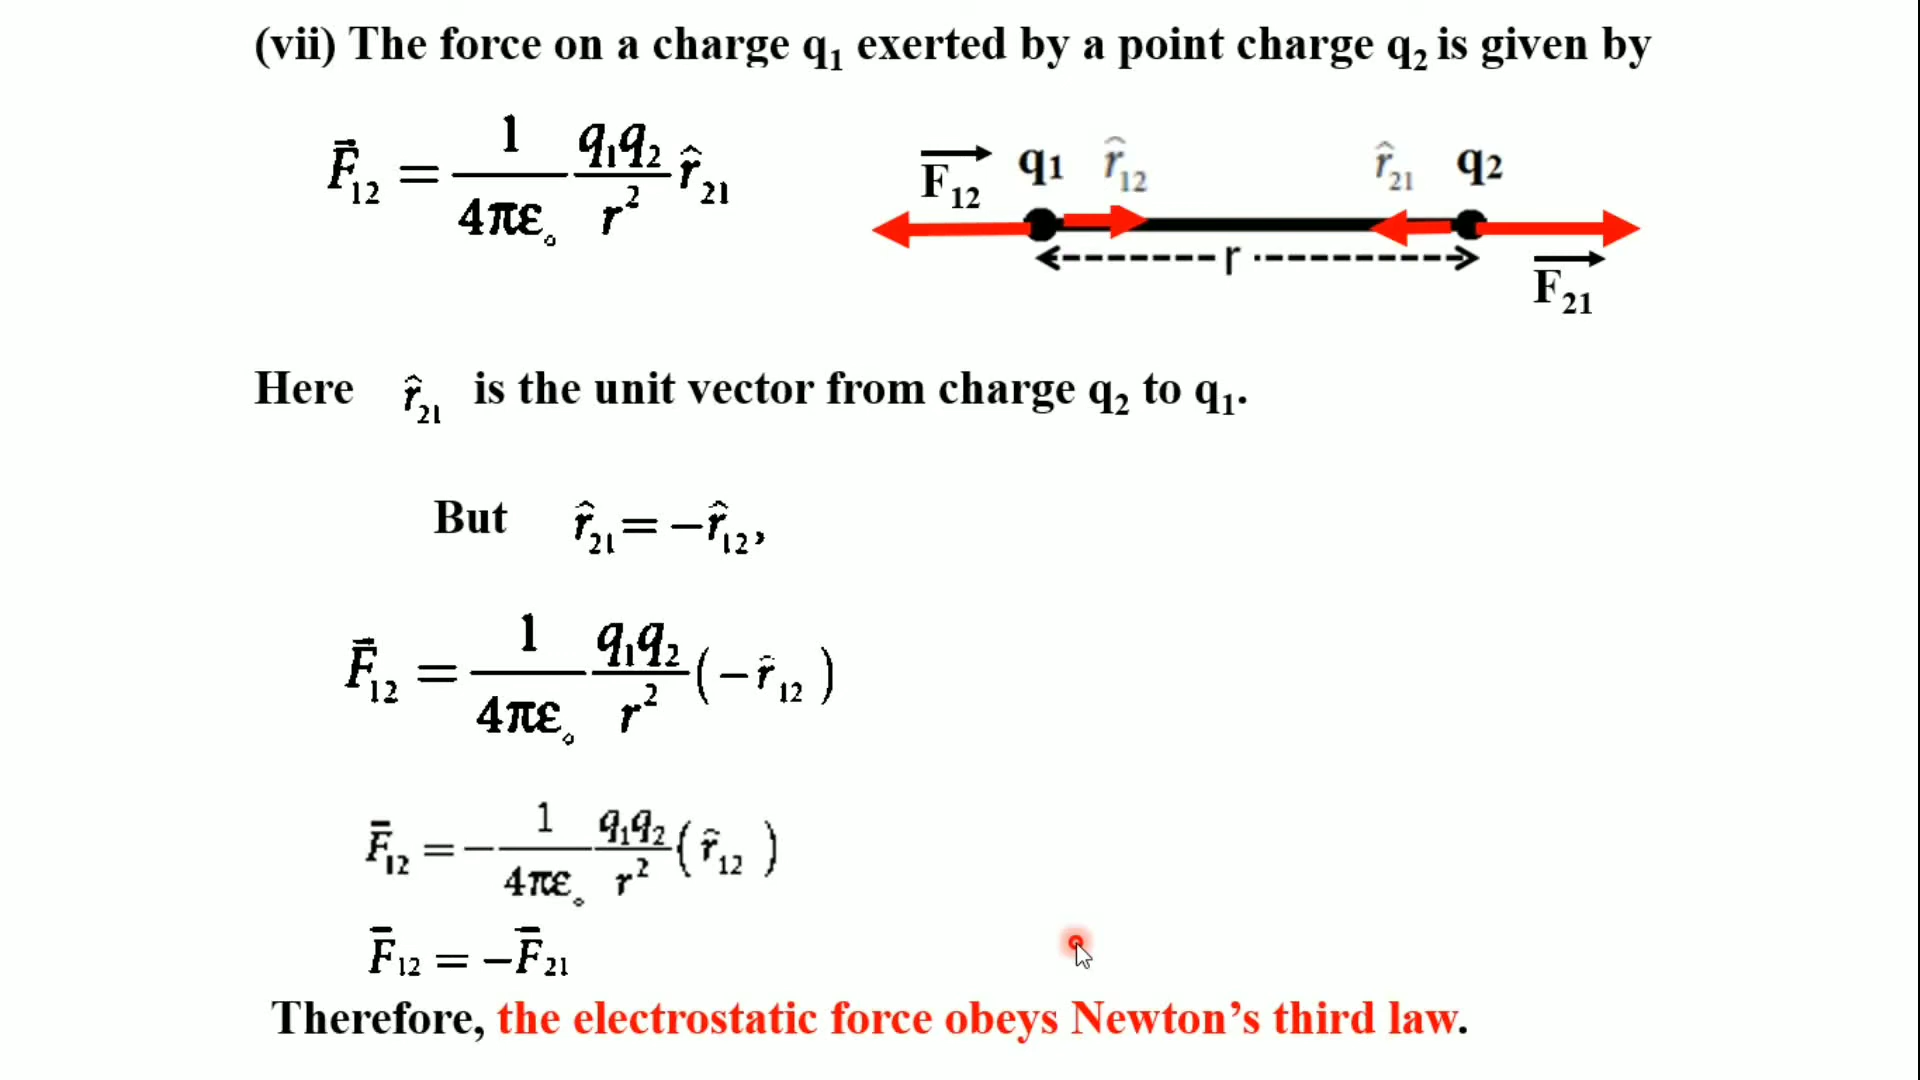 (vii) The force on a charge q₁ exerted by a point charge q₂ is given by
F̄₁₂ = 1/4πε₀ q₁q₂/r² r̂₂₁
F₁₂ q1 r̂₁₂ r̂₂₁ q2
r
F₂₁
Here r̂₂₁ is the unit vector from charge q₂ to q₁.
But r̂₂₁ = −r̂₁₂,
F̄₁₂ = 1/4πε₀ q₁q₂/r² (−r̂₁₂)
F̄₁₂ = −1/4πε₀ q₁q₂/r² (r̂₁₂)
F̄₁₂ = −F̄₂₁
Therefore, the electrostatic force obeys Newton’s third law.